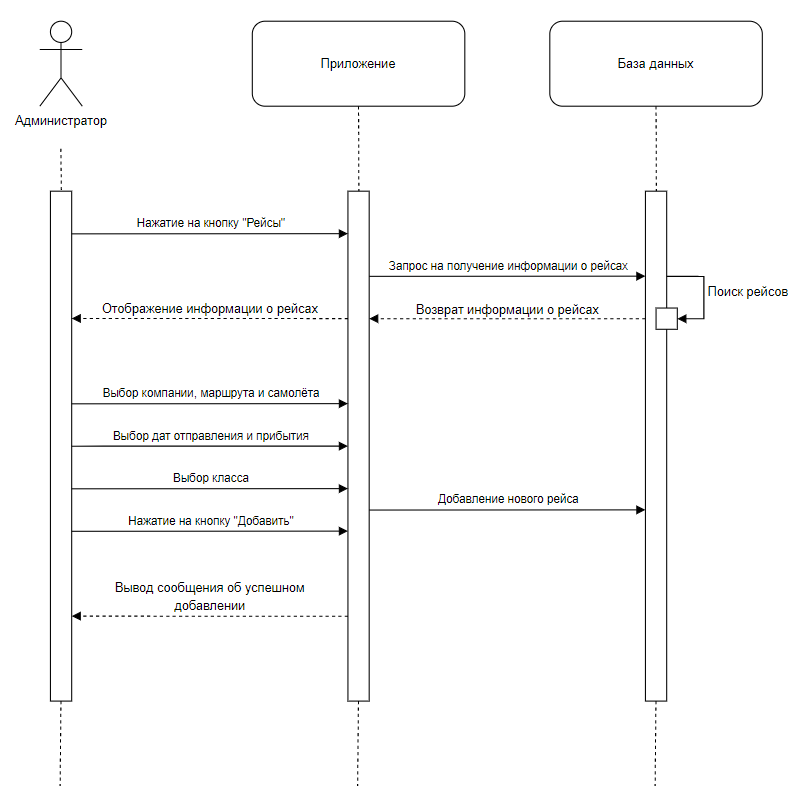 Администратор
Приложение
База данных
Нажатие на кнопку "Рейсы"
Запрос на получение информации о рейсах
Поиск рейсов
Отображение информации о рейсах
Возврат информации о рейсах
Выбор компании, маршрута и самолёта
Выбор дат отправления и прибытия
Выбор класса
Добавление нового рейса
Нажатие на кнопку "Добавить"
Вывод сообщения об успешном
добавлении